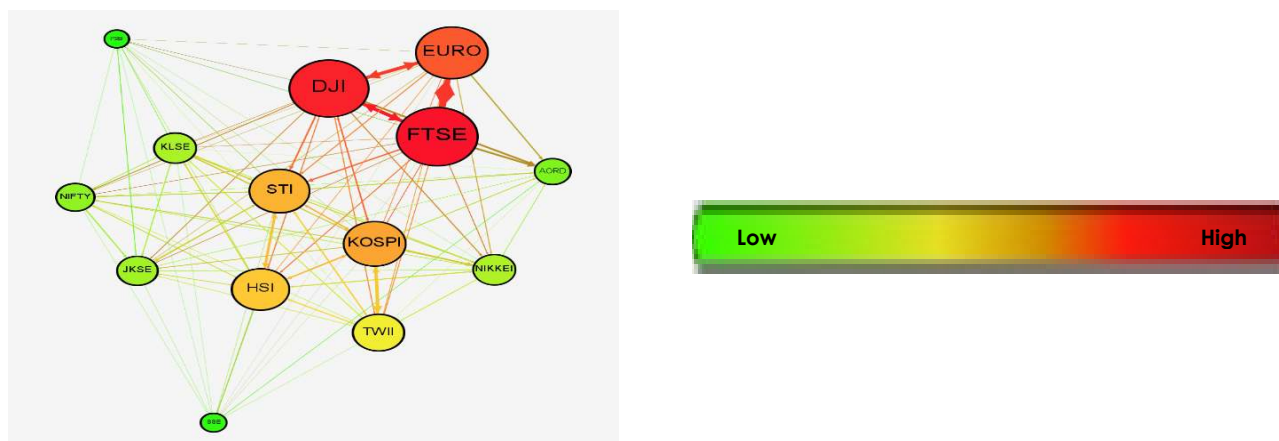 EURO
DJI
FTSE
KLSE
AORD
STI
NIFTY
KOSPI
JKSE
NIKKEI
HSI
TWII
Low
High